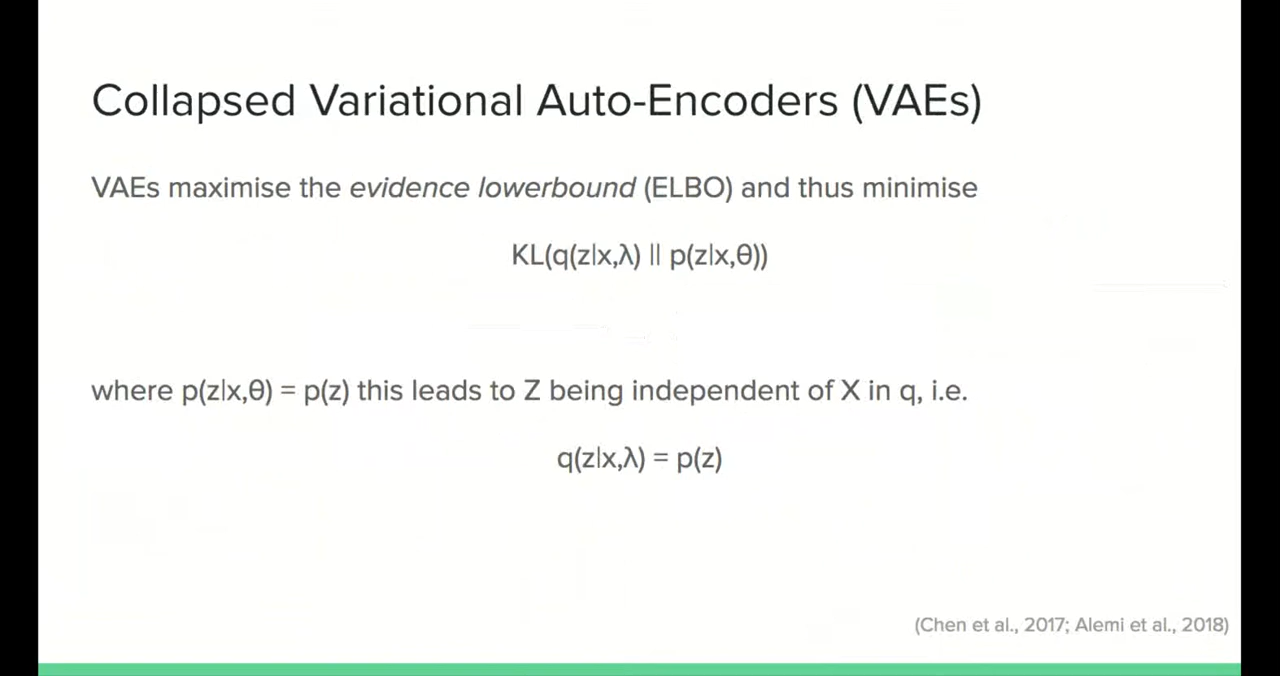 Collapsed Variational Auto-Encoders (VAEs)
VAEs maximise the evidence lowerbound (ELBO) and thus minimise
KL(q(z|x,λ) || p(z|x,θ))
where p(z|x,θ) = p(z) this leads to Z being independent of X in q, i.e.
q(z|x,λ) = p(z)
(Chen et al., 2017; Alemi et al., 2018)